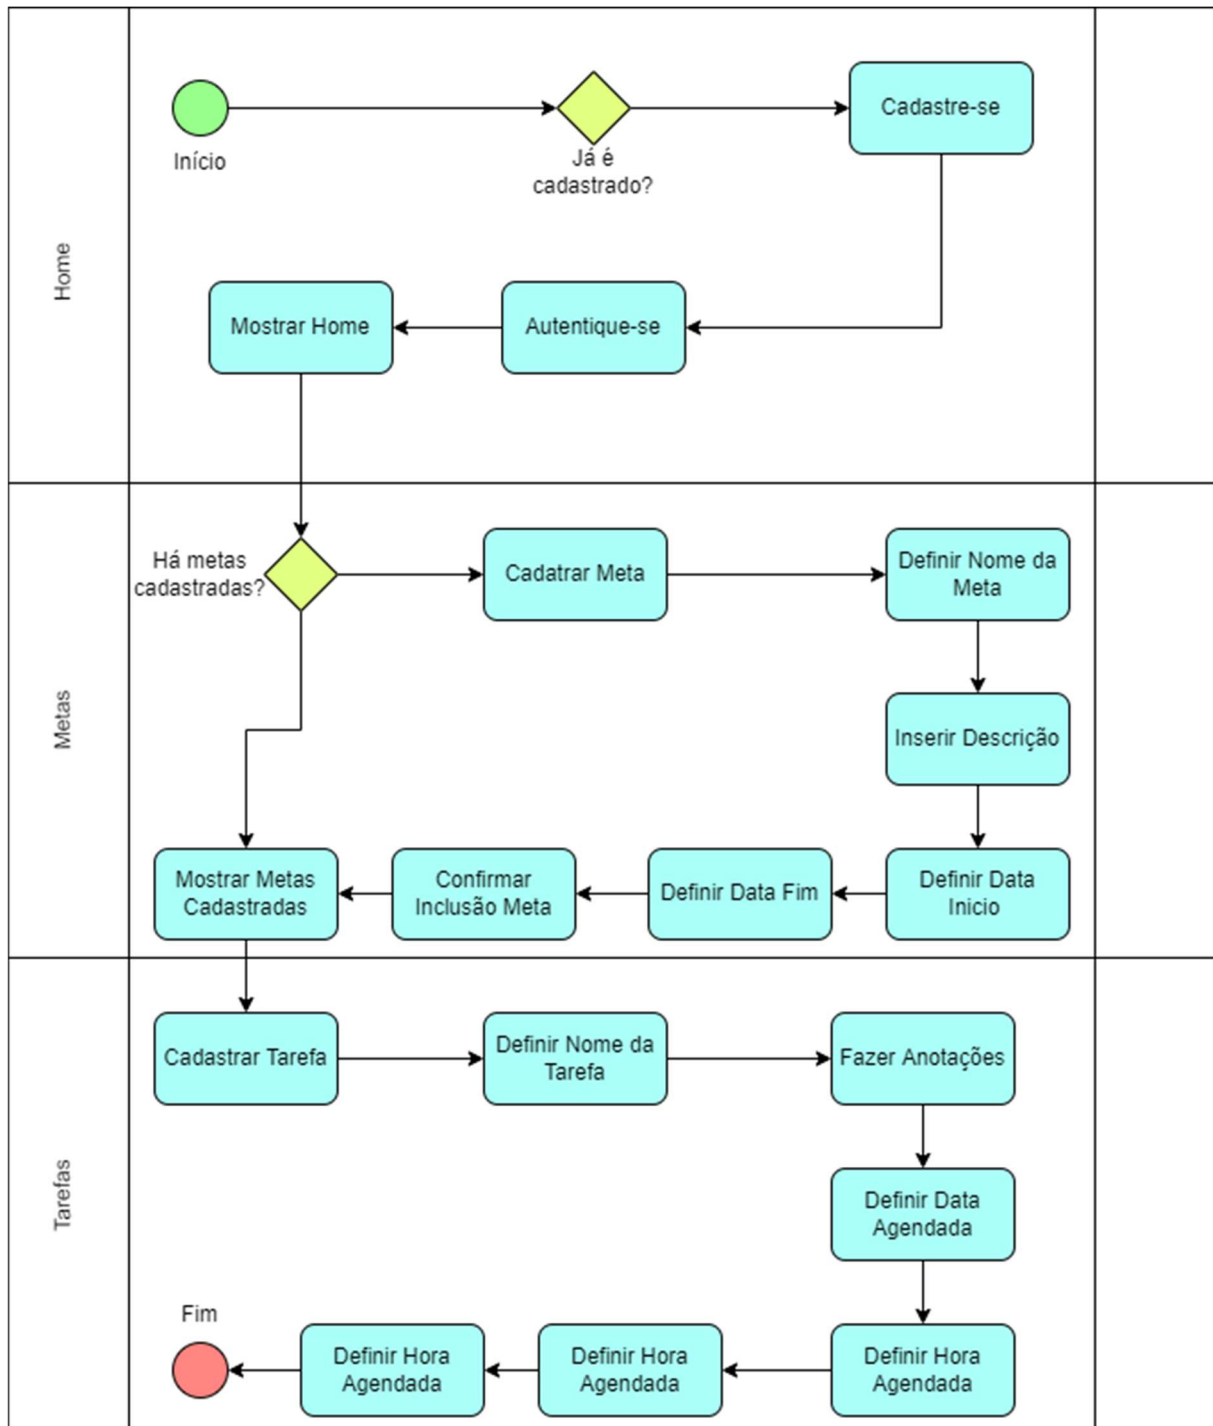 Home
Início
Já é
cadastrado?
Cadastre-se
Autentique-se
Mostrar Home
Metas
Há metas
cadastradas?
Cadatrar Meta
Definir Nome da
Meta
Inserir Descrição
Definir Data
Inicio
Definir Data Fim
Confirmar
Inclusão Meta
Mostrar Metas
Cadastradas
Tarefas
Cadastrar Tarefa
Definir Nome da
Tarefa
Fazer Anotações
Definir Data
Agendada
Definir Hora
Agendada
Definir Hora
Agendada
Definir Hora
Agendada
Fim